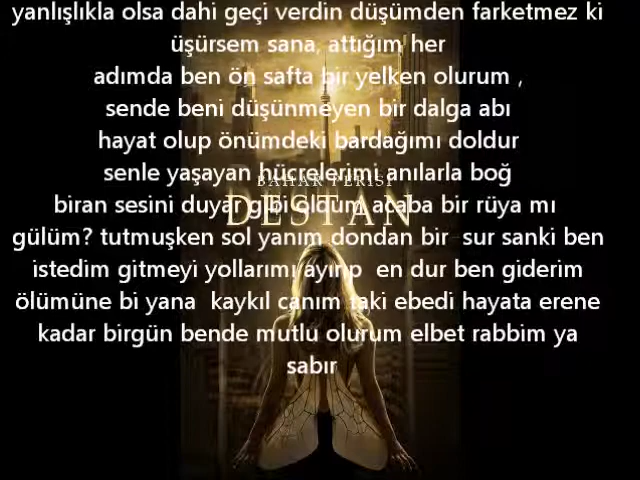 yanlışlıkla olsa dahi geçi verdin düşümden farketmez ki
üşürsem sana, attığım her
adımda ben ön safta bir yelken olurum ,
sende beni düşünmeyen bir dalga abı
hayat olup önümdeki bardağımı doldur
senle yaşayan hücrelerimi anılarla boğ
BAHAR PERİSİ
biran sesini duyar gibi oldum acaba bir rüya mı
DESTAN
gülüm? tutmuşken sol yanım dondan bir sur sanki ben
istedim gitmeyi yollarımı ayırıp en dur ben giderim
ölümüne bi yana kaykıl canım taki ebedi hayata erene
kadar birgün bende mutlu olurum elbet rabbim ya
sabır